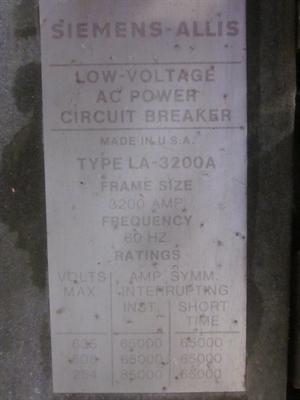 SIEMENS-ALLIS
LOW-VOLTAGE
AC POWER
CIRCUIT BREAKER
MADE IN U.S.A.
TYPE LA-3200A
FRAME SIZE
3200 AMP.
FREQUENCY
60 HZ.
RATINGS
VOLTS AMP. SYMM.
MAX. INTERRUPTING
INST. SHORT
TIME
635 65000 65000
508 65000 65000
254 85000 65000